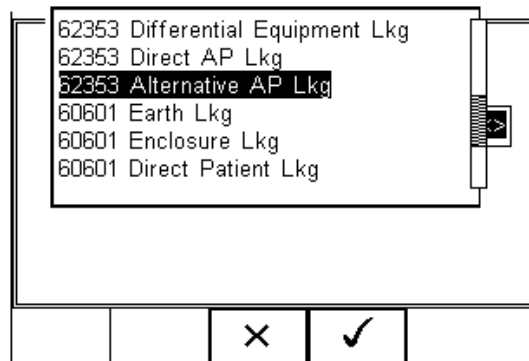 62353 Differential Equipment Lkg
62353 Direct AP Lkg
62353 Alternative AP Lkg
60601 Earth Lkg
60601 Enclosure Lkg
60601 Direct Patient Lkg